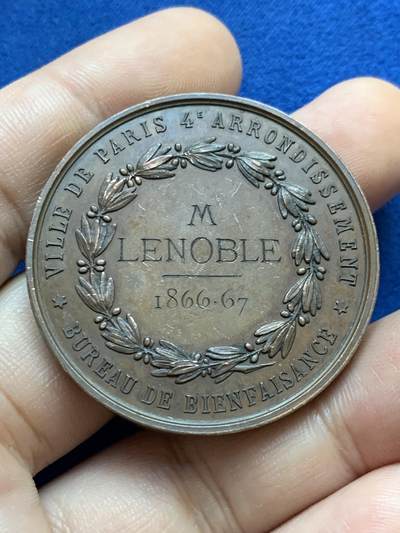 VILLE DE PARIS 4E ARRONDISSEMENT
M
LENOBLE
1866·67
★ BUREAU DE BIENFAISANCE ★